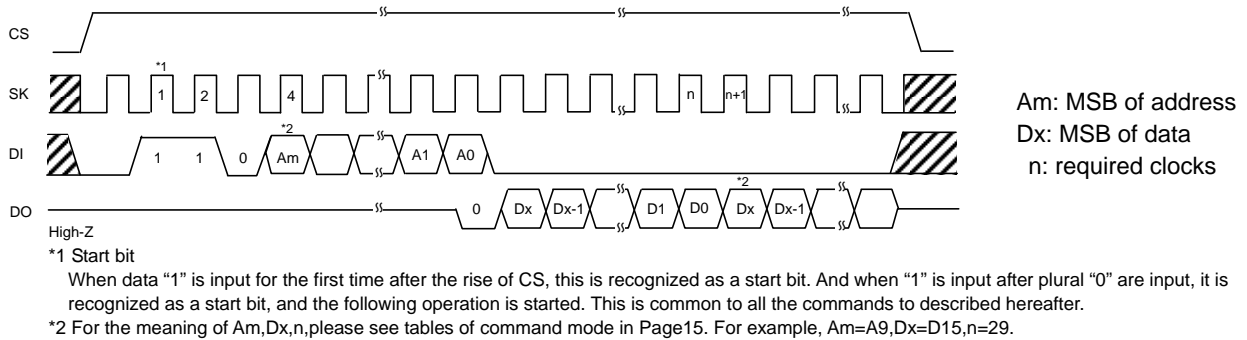 CS
*1
SK 1 2 4 n n+1
*2
DI 1 1 0 Am A1 A0
*2
DO 0 Dx Dx-1 D1 D0 Dx Dx-1
High-Z
Am: MSB of address
Dx: MSB of data
n: required clocks
*1 Start bit
When data “1” is input for the first time after the rise of CS, this is recognized as a start bit. And when “1” is input after plural “0” are input, it is
recognized as a start bit, and the following operation is started. This is common to all the commands to described hereafter.
*2 For the meaning of Am,Dx,n,please see tables of command mode in Page15. For example, Am=A9,Dx=D15,n=29.